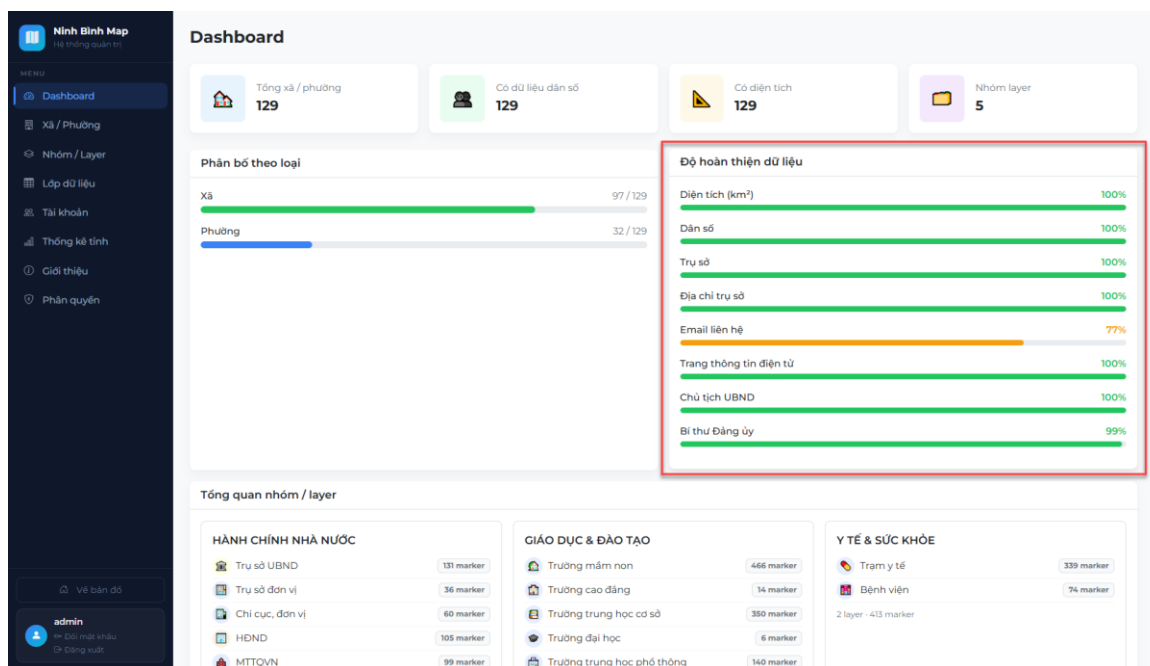 Ninh Bình Map
Hệ thống quản trị
MENU
Dashboard
Xã / Phường
Nhóm / Layer
Lớp dữ liệu
Tài khoản
Thống kê tỉnh
Giới thiệu
Phân quyền
Về bản đồ
admin
Đổi mật khẩu
Đăng xuất
Dashboard
Tổng xã / phường
129
Có dữ liệu dân số
129
Có diện tích
129
Nhóm layer
5
Phân bố theo loại
Xã 97 / 129
Phường 32 / 129
Độ hoàn thiện dữ liệu
Diện tích (km²) 100%
Dân số 100%
Trụ sở 100%
Địa chỉ trụ sở 100%
Email liên hệ 77%
Trang thông tin điện tử 100%
Chủ tịch UBND 100%
Bí thư Đảng ủy 99%
Tổng quan nhóm / layer
HÀNH CHÍNH NHÀ NƯỚC
Trụ sở UBND 131 marker
Trụ sở đơn vị 36 marker
Chi cục, đơn vị 60 marker
HĐND 105 marker
MTTQVN 99 marker
GIÁO DỤC & ĐÀO TẠO
Trường mầm non 466 marker
Trường cao đẳng 14 marker
Trường trung học cơ sở 350 marker
Trường đại học 6 marker
Trường trung học phổ thông 140 marker
Y TẾ & SỨC KHỎE
Trạm y tế 339 marker
Bệnh viện 74 marker
2 layer · 413 marker